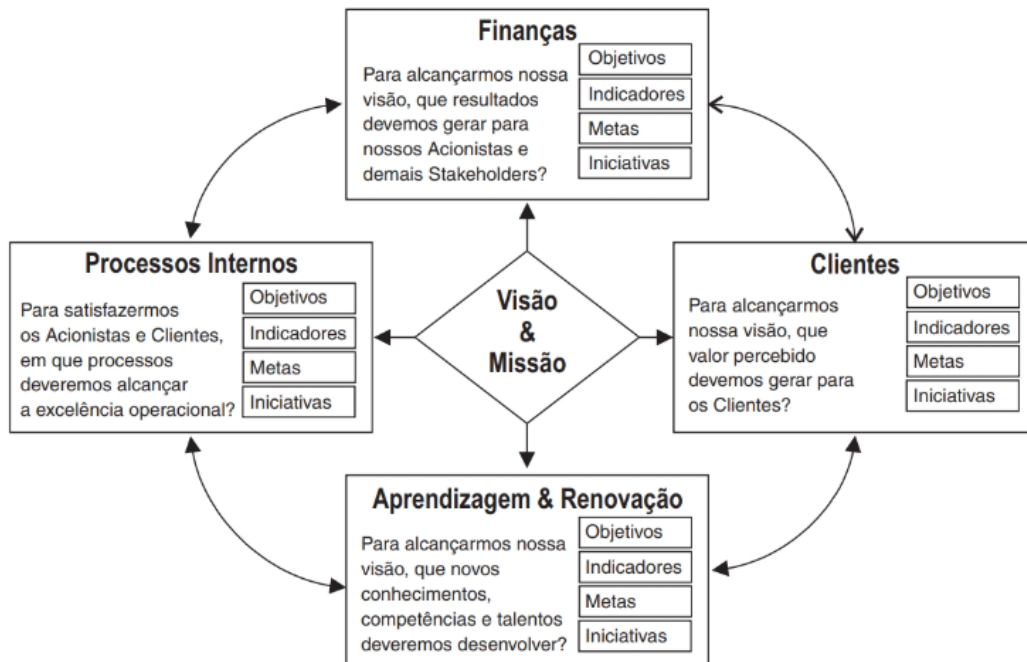 Finanças
Para alcançarmos nossa
visão, que resultados
devemos gerar para
nossos Acionistas e
demais Stakeholders?
Objetivos
Indicadores
Metas
Iniciativas
Processos Internos
Para satisfazermos
os Acionistas e Clientes,
em que processos
deveremos alcançar
a excelência operacional?
Objetivos
Indicadores
Metas
Iniciativas
Visão
&
Missão
Clientes
Para alcançarmos
nossa visão, que
valor percebido
devemos gerar para
os Clientes?
Objetivos
Indicadores
Metas
Iniciativas
Aprendizagem & Renovação
Para alcançarmos nossa
visão, que novos
conhecimentos,
competências e talentos
deveremos desenvolver?
Objetivos
Indicadores
Metas
Iniciativas